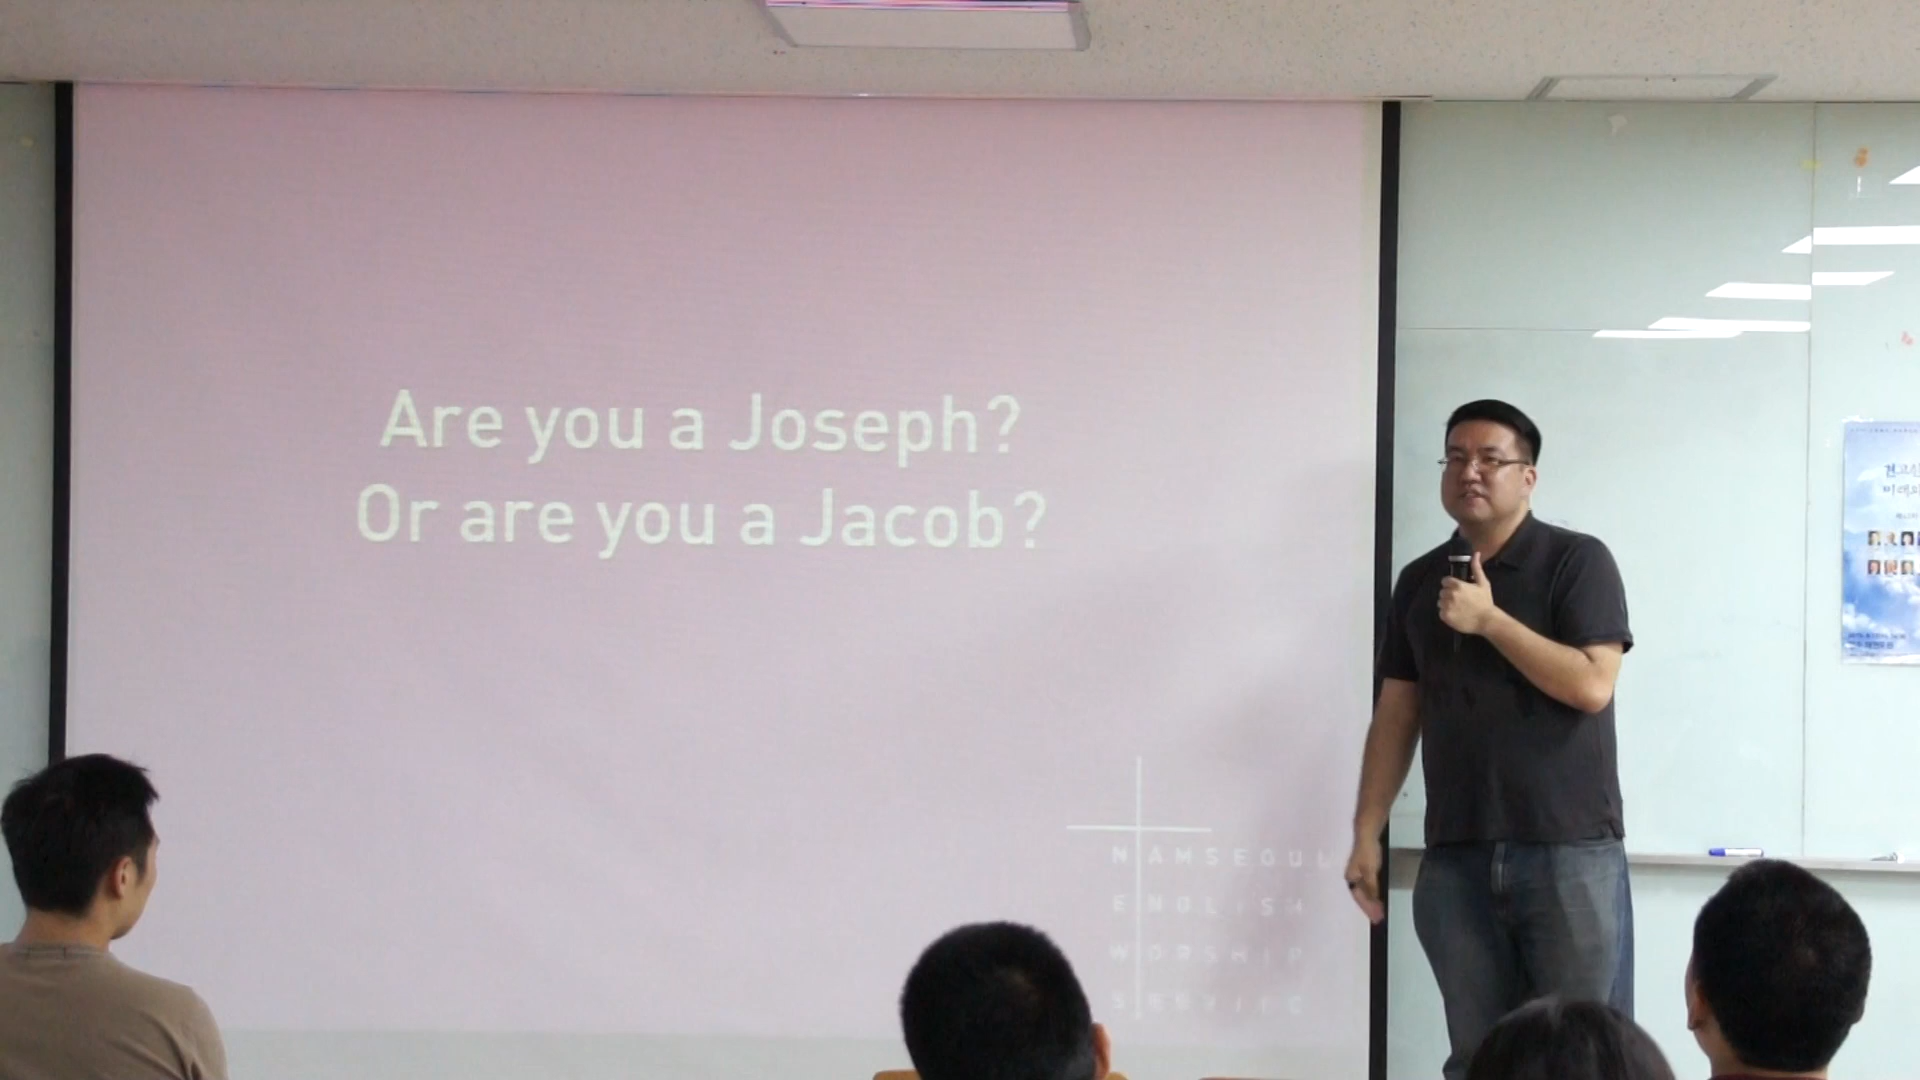 Are you a Joseph?
Or are you a Jacob?
NAMSEOUL
ENGLISH
WORSHIP
SERVICE